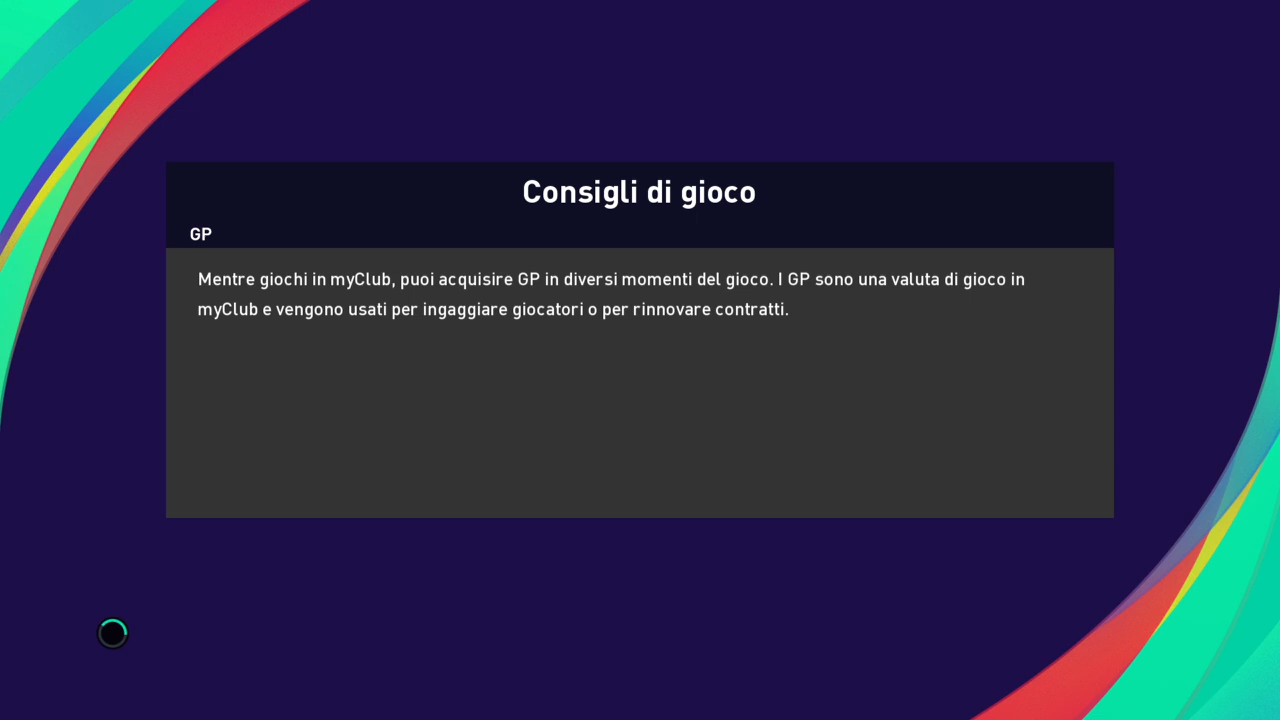 Consigli di gioco
GP
Mentre giochi in myClub, puoi acquisire GP in diversi momenti del gioco. I GP sono una valuta di gioco in
myClub e vengono usati per ingaggiare giocatori o per rinnovare contratti.